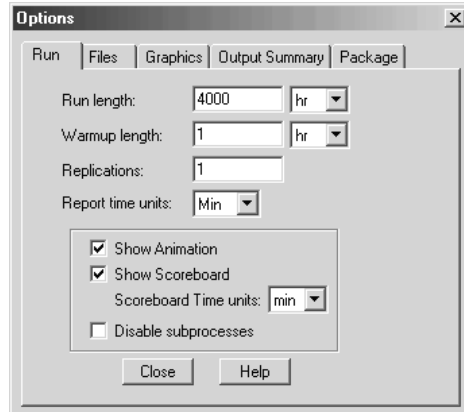 Options
Run Files Graphics Output Summary Package
Run length: 4000 hr
Warmup length: 1 hr
Replications: 1
Report time units: Min
Show Animation
Show Scoreboard
Scoreboard Time units: min
Disable subprocesses
Close Help